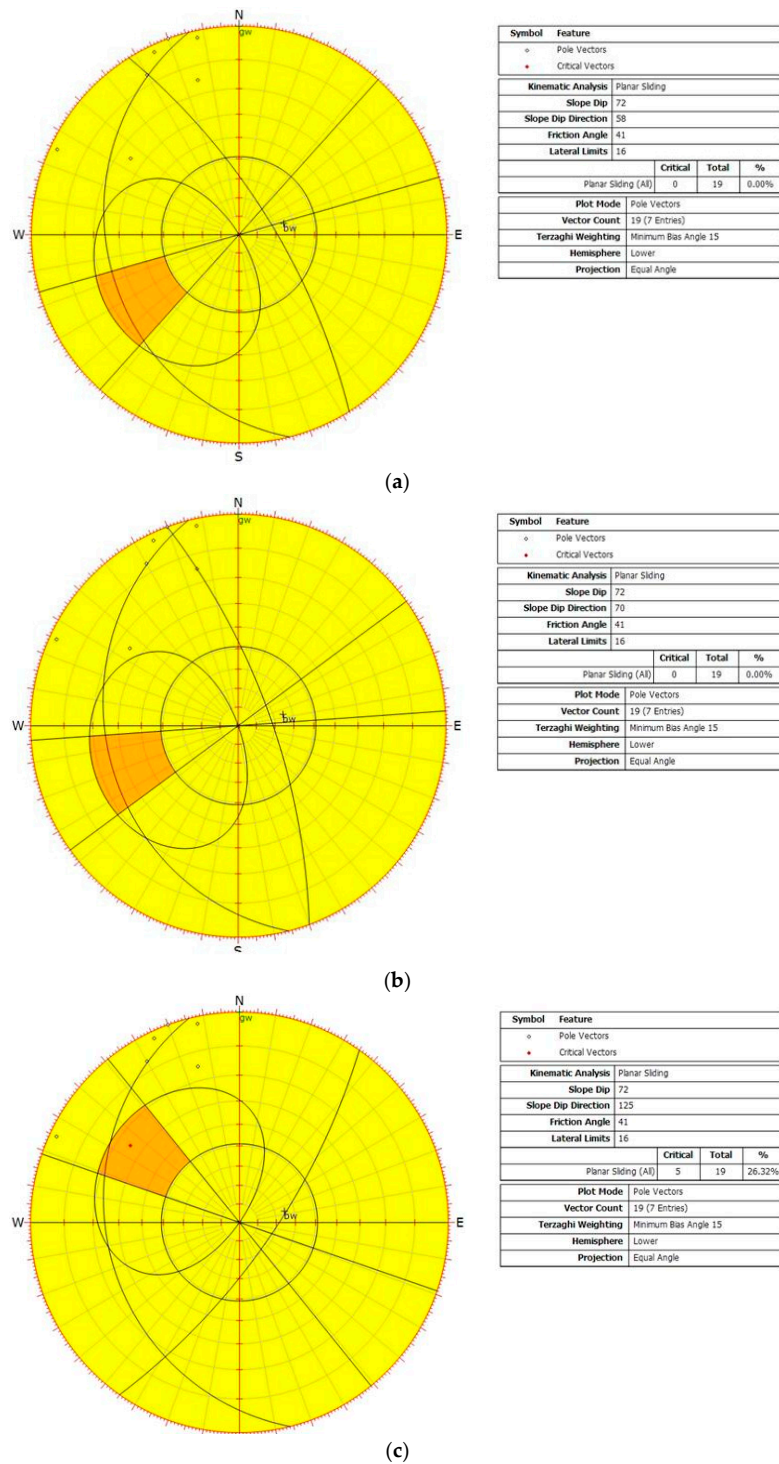 N
gw
W
E
bw
S
Symbol Feature
Pole Vectors
Critical Vectors
Kinematic Analysis Planar Sliding
Slope Dip 72
Slope Dip Direction 58
Friction Angle 41
Lateral Limits 16
Critical Total %
Planar Sliding (All) 0 19 0.00%
Plot Mode Pole Vectors
Vector Count 19 (7 Entries)
Terzaghi Weighting Minimum Bias Angle 15
Hemisphere Lower
Projection Equal Angle
(a)
N
gw
W
E
bw
S
Symbol Feature
Pole Vectors
Critical Vectors
Kinematic Analysis Planar Sliding
Slope Dip 72
Slope Dip Direction 70
Friction Angle 41
Lateral Limits 16
Critical Total %
Planar Sliding (All) 0 19 0.00%
Plot Mode Pole Vectors
Vector Count 19 (7 Entries)
Terzaghi Weighting Minimum Bias Angle 15
Hemisphere Lower
Projection Equal Angle
(b)
N
gw
W
E
bw
Symbol Feature
Pole Vectors
Critical Vectors
Kinematic Analysis Planar Sliding
Slope Dip 72
Slope Dip Direction 125
Friction Angle 41
Lateral Limits 16
Critical Total %
Planar Sliding (All) 5 19 26.32%
Plot Mode Pole Vectors
Vector Count 19 (7 Entries)
Terzaghi Weighting Minimum Bias Angle 15
Hemisphere Lower
Projection Equal Angle
(c)